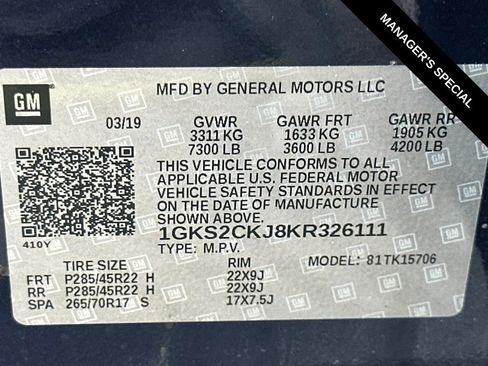 MANAGER'S SPECIAL
GM
MFD BY GENERAL MOTORS LLC
03/19 GVWR GAWR FRT GAWR RR
3311 KG 1633 KG 1905 KG
7300 LB 3600 LB 4200 LB
THIS VEHICLE CONFORMS TO ALL
APPLICABLE U.S. FEDERAL MOTOR
VEHICLE SAFETY STANDARDS IN EFFECT
ON THE DATE OF MANUFACTURE
SHOWN ABOVE.
410Y
1GKS2CKJ8KR326111
TYPE: M.P.V. MODEL: 81TK15706
TIRE SIZE RIM
FRT P285/45R22 H 22X9J
RR P285/45R22 H 22X9J
SPA 265/70R17 S 17X7.5J